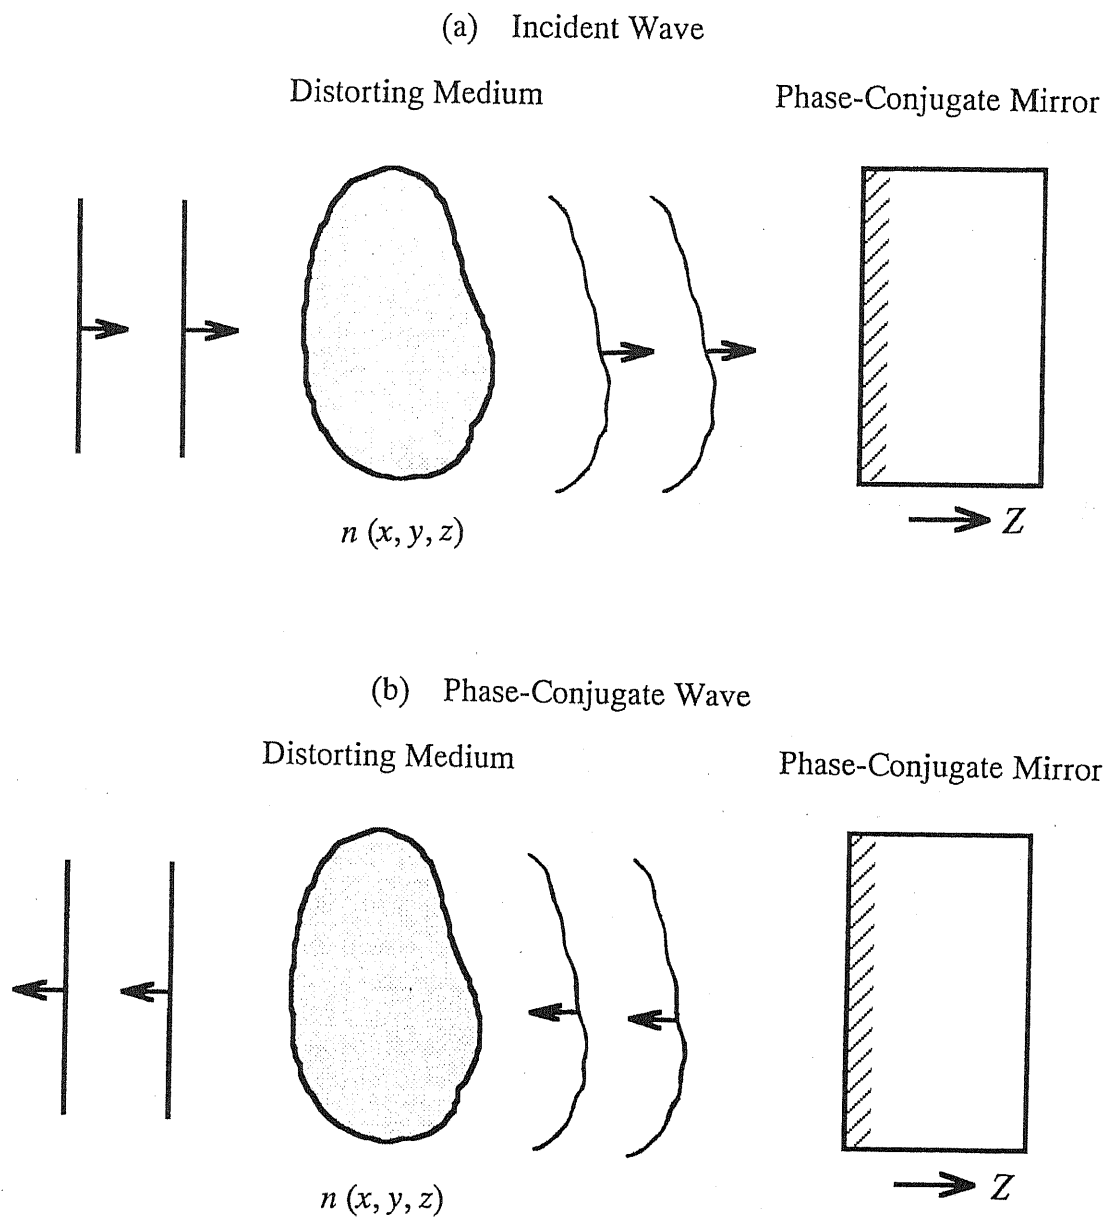 (a) Incident Wave
Distorting Medium
Phase-Conjugate Mirror
n (x, y, z)
Z
(b) Phase-Conjugate Wave
Distorting Medium
Phase-Conjugate Mirror
n (x, y, z)
Z